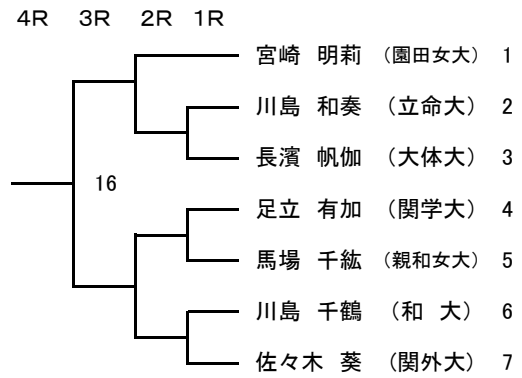 4R 3R 2R 1R
宮崎 明莉 (園田女大) 1
川島 和奏 (立命大) 2
長濱 帆伽 (大体大) 3
16
足立 有加 (関学大) 4
馬場 千紘 (親和女大) 5
川島 千鶴 (和 大) 6
佐々木 葵 (関外大) 7